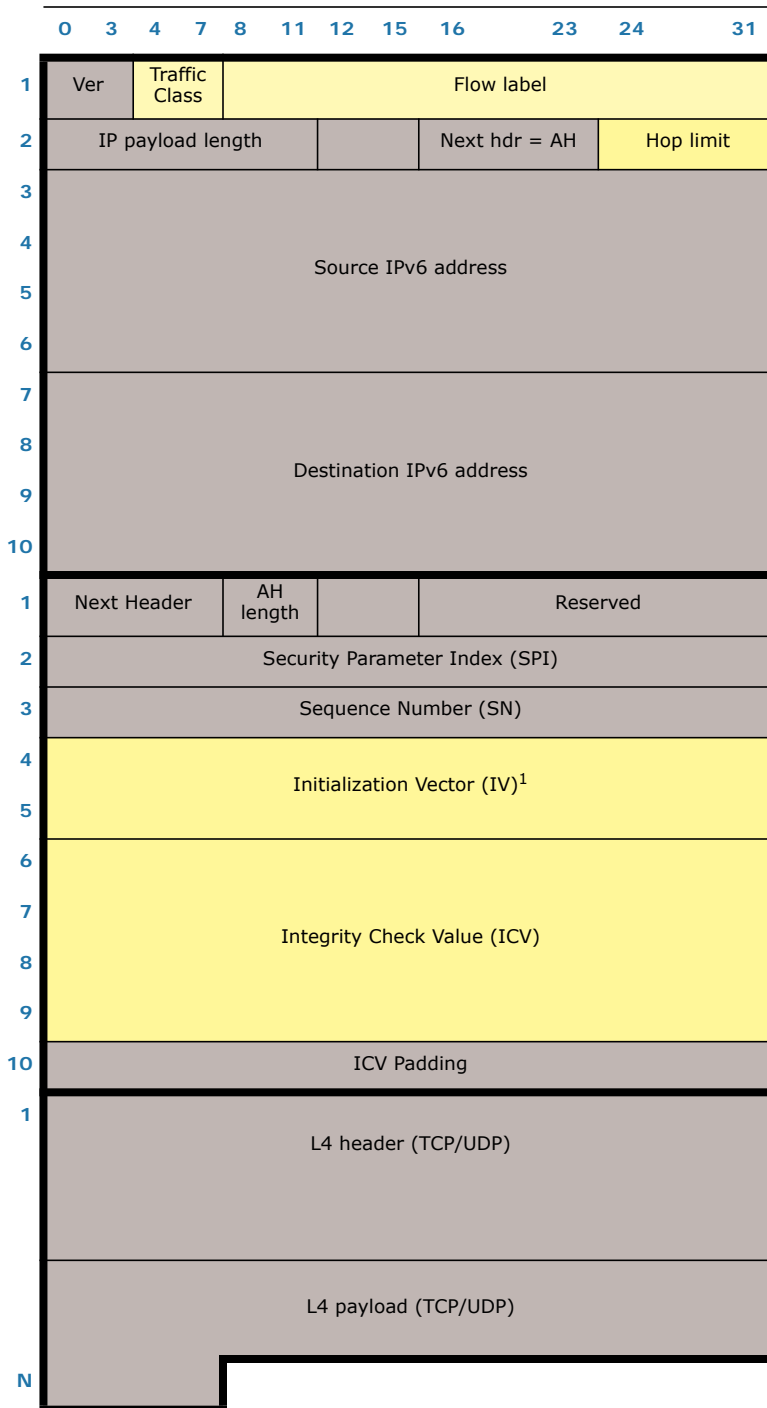 0 3 4 7 8 11 12 15 16 23 24 31
1 Ver Traffic Class Flow label
2 IP payload length Next hdr = AH Hop limit
3
4
Source IPv6 address
5
6
7
8
Destination IPv6 address
9
10
1 Next Header AH length Reserved
2 Security Parameter Index (SPI)
3 Sequence Number (SN)
4
Initialization Vector (IV)1
5
6
7
Integrity Check Value (ICV)
8
9
10 ICV Padding
1
L4 header (TCP/UDP)
L4 payload (TCP/UDP)
N